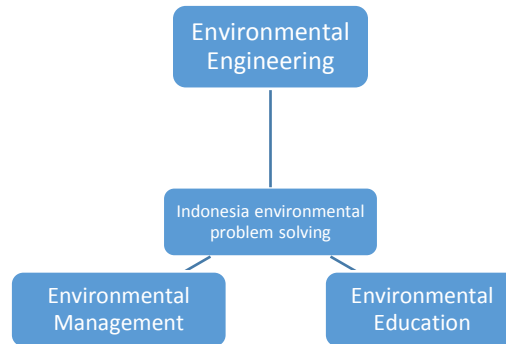 Environmental
Engineering
Indonesia environmental
problem solving
Environmental
Management
Environmental
Education